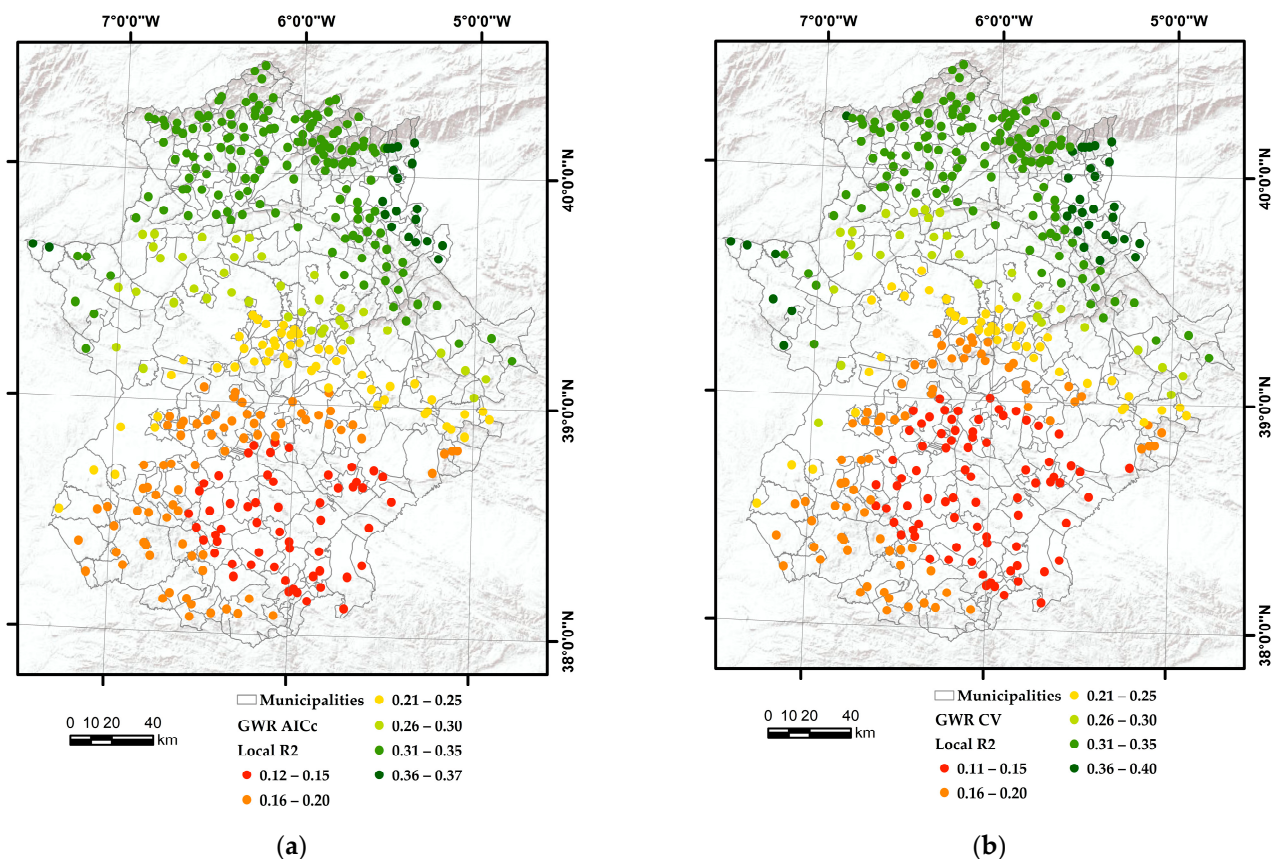 7°0'0"W 6°0'0"W 5°0'0"W
40°0'0"N
39°0'0"N
38°0'0"N
Municipalities
GWR AICc
Local R2
0.12 – 0.15
0.16 – 0.20
0.21 – 0.25
0.26 – 0.30
0.31 – 0.35
0.36 – 0.37
0 10 20 40
km
(a)
7°0'0"W 6°0'0"W 5°0'0"W
40°0'0"N
39°0'0"N
38°0'0"N
Municipalities
GWR CV
Local R2
0.11 – 0.15
0.16 – 0.20
0.21 – 0.25
0.26 – 0.30
0.31 – 0.35
0.36 – 0.40
0 10 20 40
km
(b)